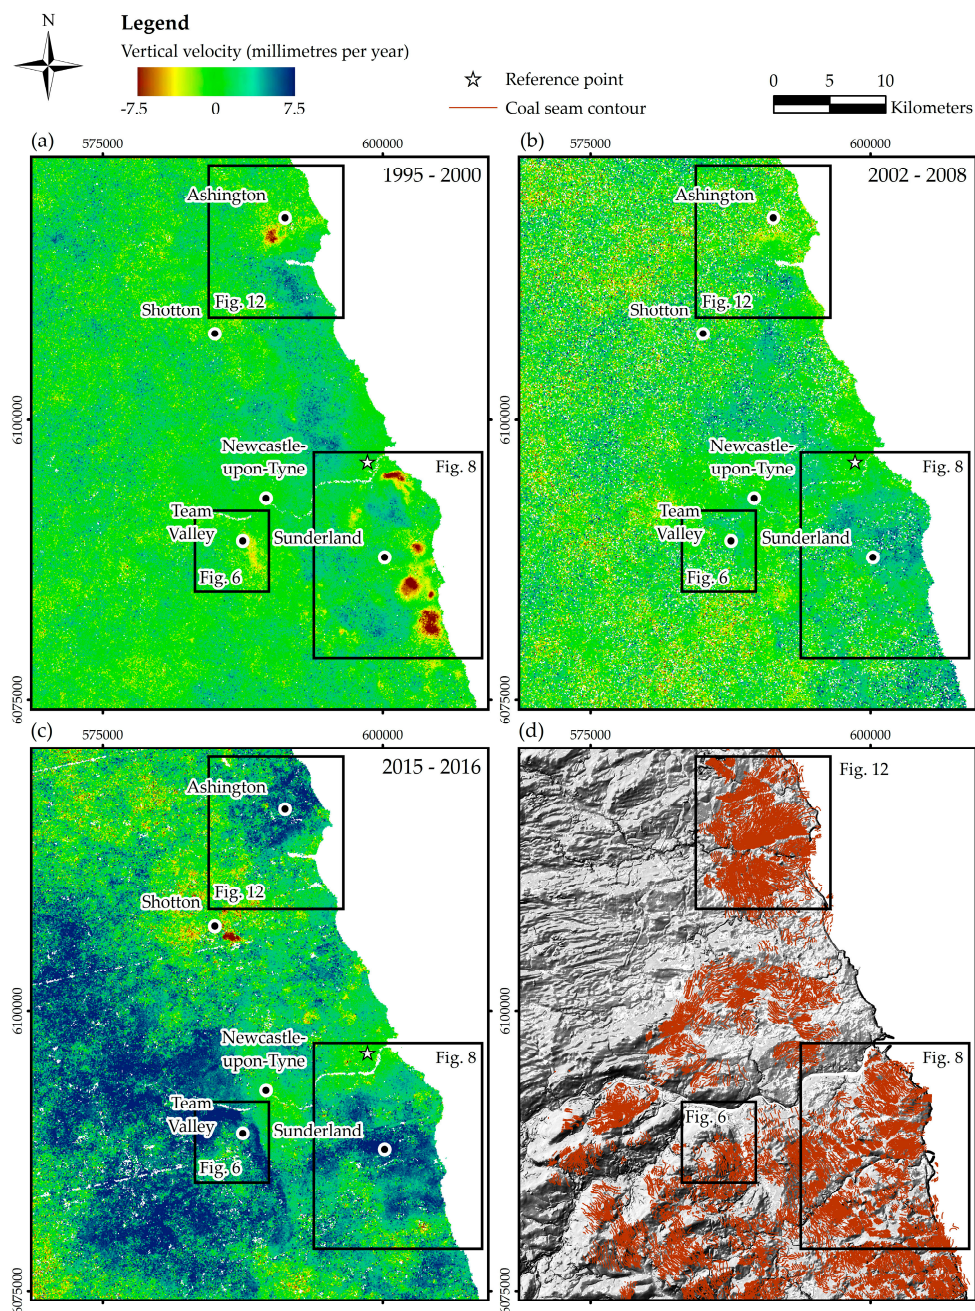 N
Legend
Vertical velocity (millimetres per year)
-7.5 0 7.5
Reference point
Coal seam contour
0 5 10
Kilometers
(a)
575000 600000
1995 - 2000
Ashington
Fig. 12
Shotton
6100000
Newcastle-
upon-Tyne
Fig. 8
Team
Valley
Sunderland
Fig. 6
6075000
(b)
575000 600000
2002 - 2008
Ashington
Fig. 12
Shotton
Newcastle-
upon-Tyne
Fig. 8
Team
Valley
Sunderland
Fig. 6
(c)
575000 600000
2015 - 2016
Ashington
Fig. 12
Shotton
6100000
Newcastle-
upon-Tyne
Fig. 8
Team
Valley
Sunderland
Fig. 6
6075000
(d)
575000 600000
Fig. 12
Fig. 8
Fig. 6